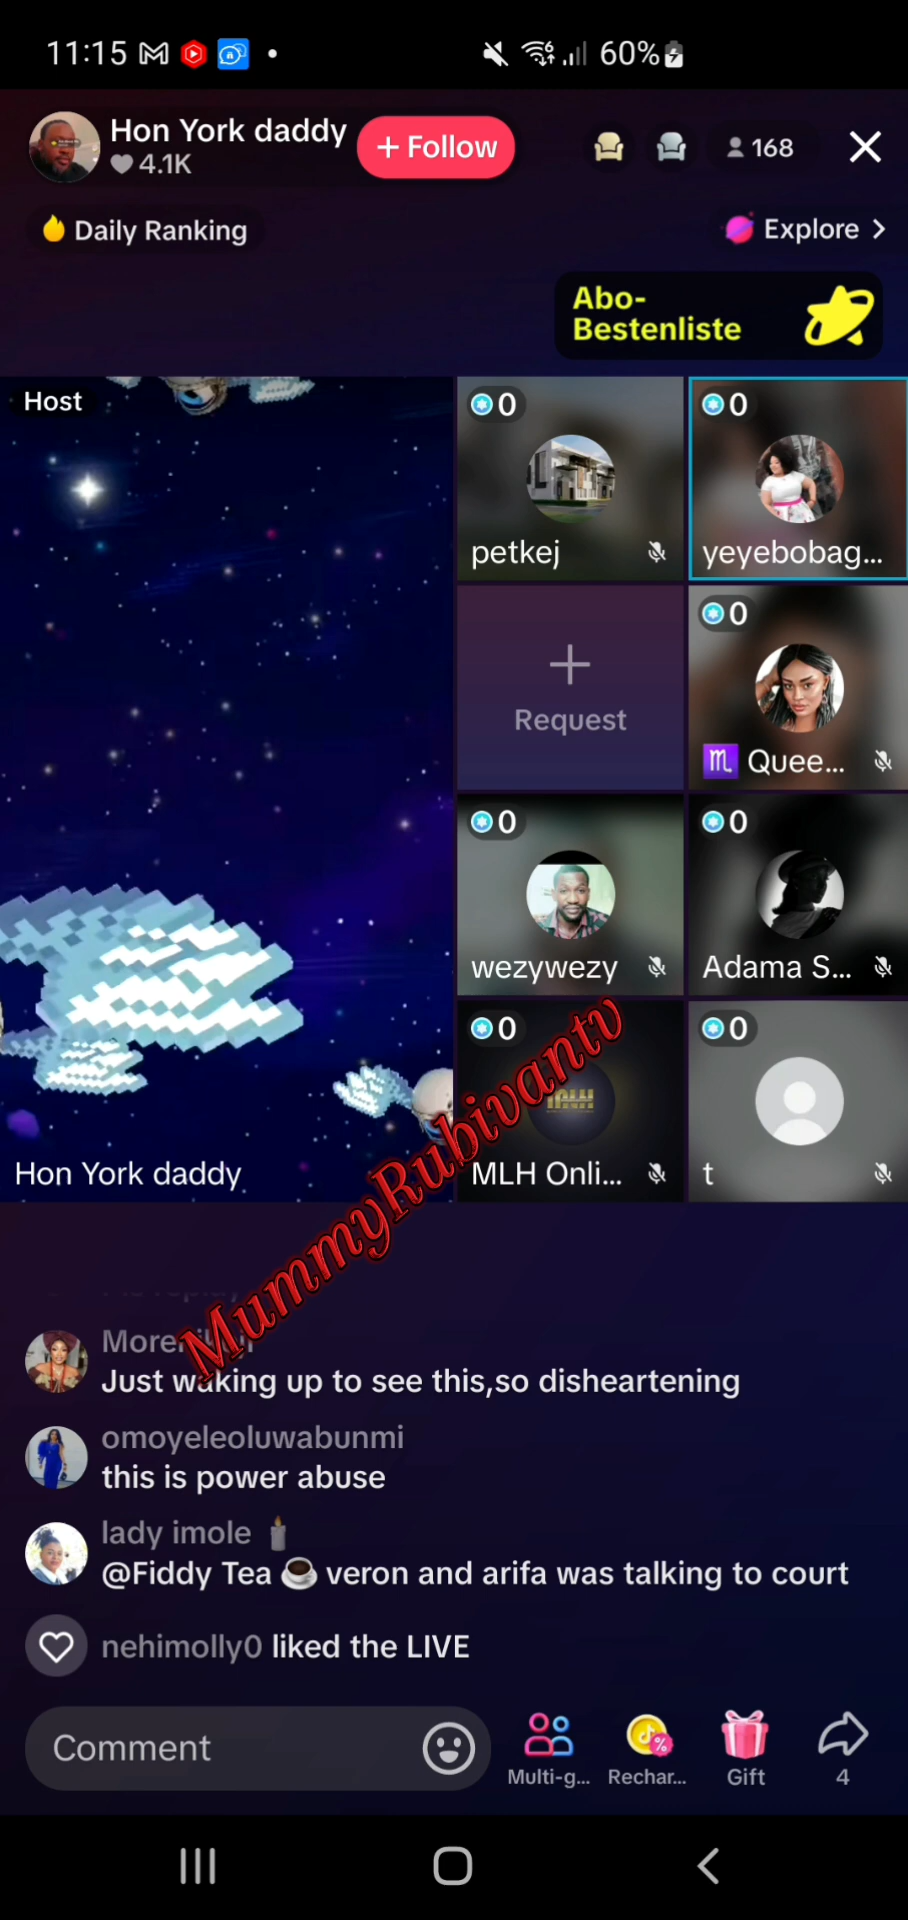 11:15
60%
Hon York daddy
4.1K
+ Follow
168
Daily Ranking
Explore >
Abo-
Bestenliste
Host
0
0
petkej
yeyebobag...
0
Request
Quee...
0
0
wezywezy
Adama S...
0
0
Hon York daddy
MLH Onli...
t
MummyRubivantv
Just waking up to see this,so disheartening
omoyeleoluwabunmi
this is power abuse
lady imole
@Fiddy Tea ☕ veron and arifa was talking to court
nehimolly0 liked the LIVE
Comment
Multi-g...
Rechar...
Gift
4